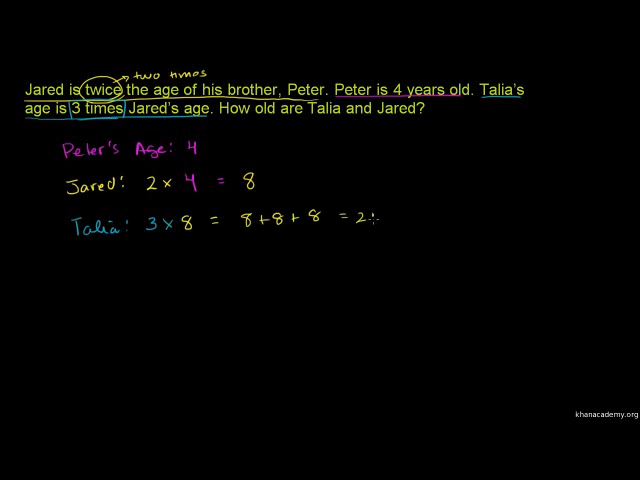 two times
Jared is twice the age of his brother, Peter. Peter is 4 years old. Talia's
age is 3 times Jared's age. How old are Talia and Jared?
Peter's Age: 4
Jared: 2 × 4 = 8
Talia: 3 × 8 = 8 + 8 + 8 = 2
khanacademy.org